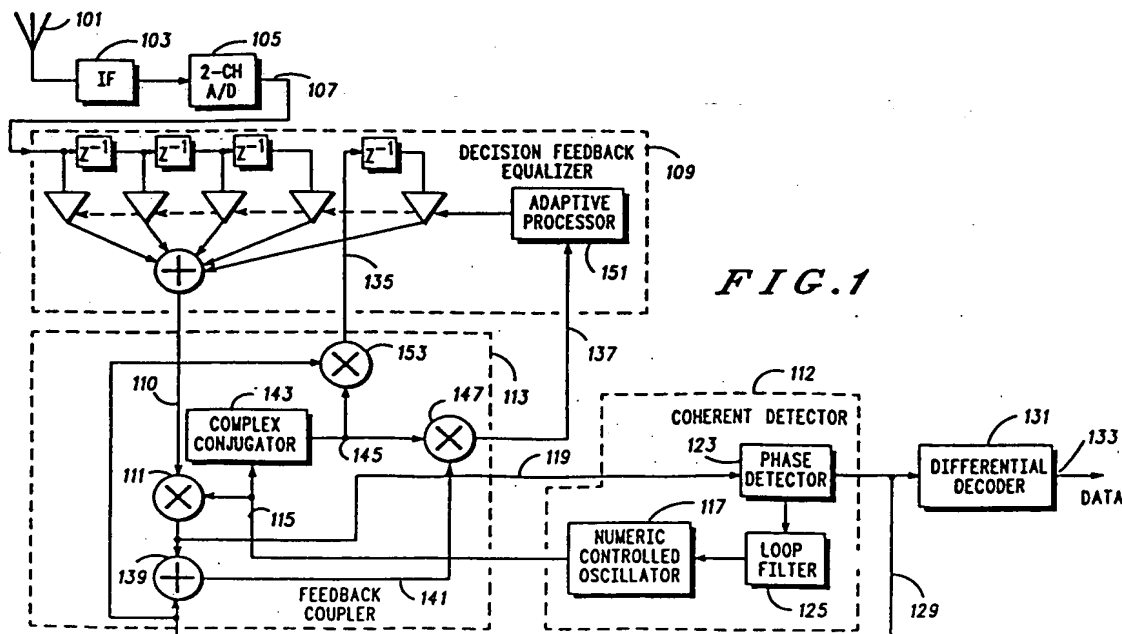 101
103
IF
105
2-CH
A/D
107
Z⁻¹
Z⁻¹
Z⁻¹
Z⁻¹
DECISION FEEDBACK
EQUALIZER
109
ADAPTIVE
PROCESSOR
151
+
135
FIG.1
137
153
113
110
143
COMPLEX
CONJUGATOR
145
147
112
COHERENT DETECTOR
119
123
PHASE
DETECTOR
131
DIFFERENTIAL
DECODER
133
DATA
111
115
117
NUMERIC
CONTROLLED
OSCILLATOR
LOOP
FILTER
125
129
139
+
141
FEEDBACK
COUPLER